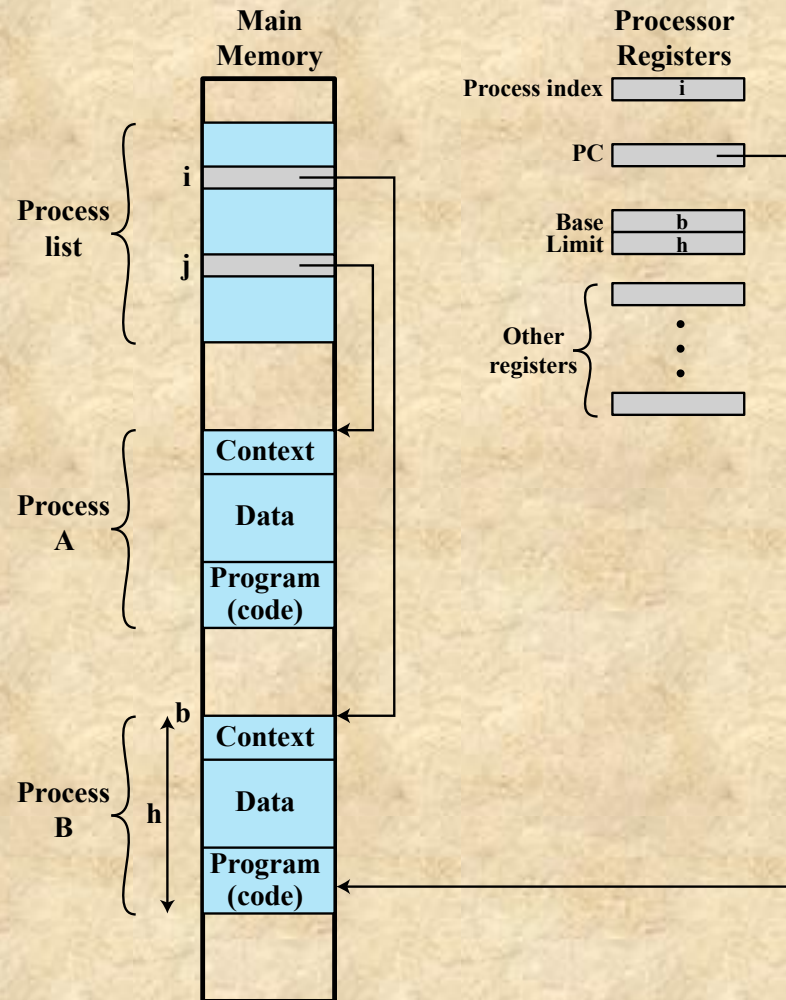 Main
Memory
Processor
Registers
Process index
i
PC
Base
b
Limit
h
Other
registers
Process
list
i
j
Process
A
Context
Data
Program
(code)
Process
B
b
h
Context
Data
Program
(code)